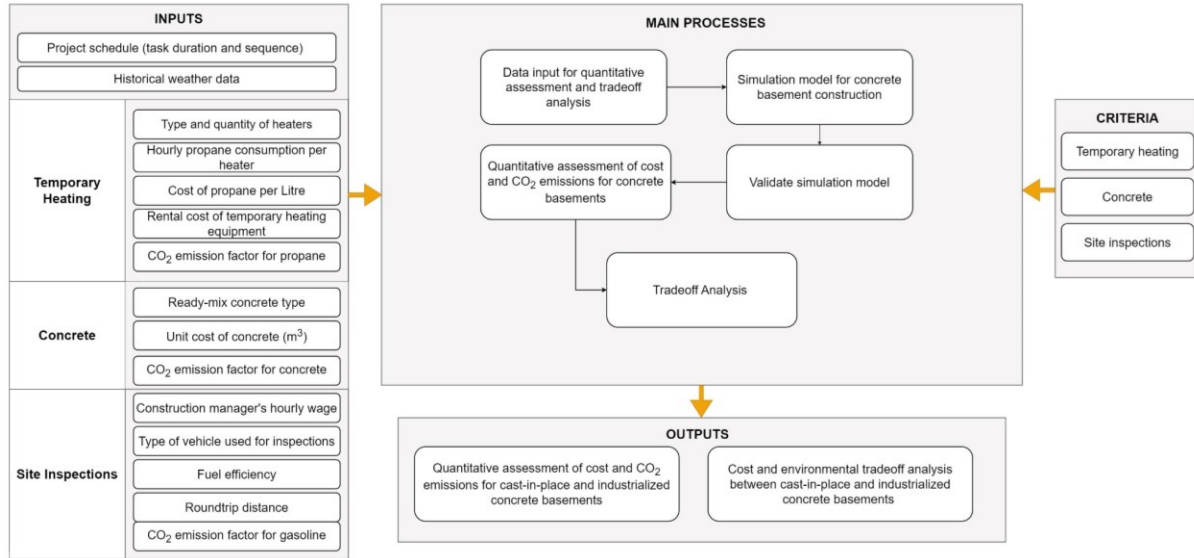 INPUTS
Project schedule (task duration and sequence)
Historical weather data
Temporary
Heating
Type and quantity of heaters
Hourly propane consumption per
heater
Cost of propane per Litre
Rental cost of temporary heating
equipment
CO₂ emission factor for propane
Concrete
Ready-mix concrete type
Unit cost of concrete (m³)
CO₂ emission factor for concrete
Site Inspections
Construction manager's hourly wage
Type of vehicle used for inspections
Fuel efficiency
Roundtrip distance
CO₂ emission factor for gasoline
MAIN PROCESSES
Data input for quantitative
assessment and tradeoff
analysis
Simulation model for concrete
basement construction
Validate simulation model
Quantitative assessment of cost
and CO₂ emissions for concrete
basements
Tradeoff Analysis
CRITERIA
Temporary heating
Concrete
Site inspections
OUTPUTS
Quantitative assessment of cost and CO₂
emissions for cast-in-place and industrialized
concrete basements
Cost and environmental tradeoff analysis
between cast-in-place and industrialized
concrete basements